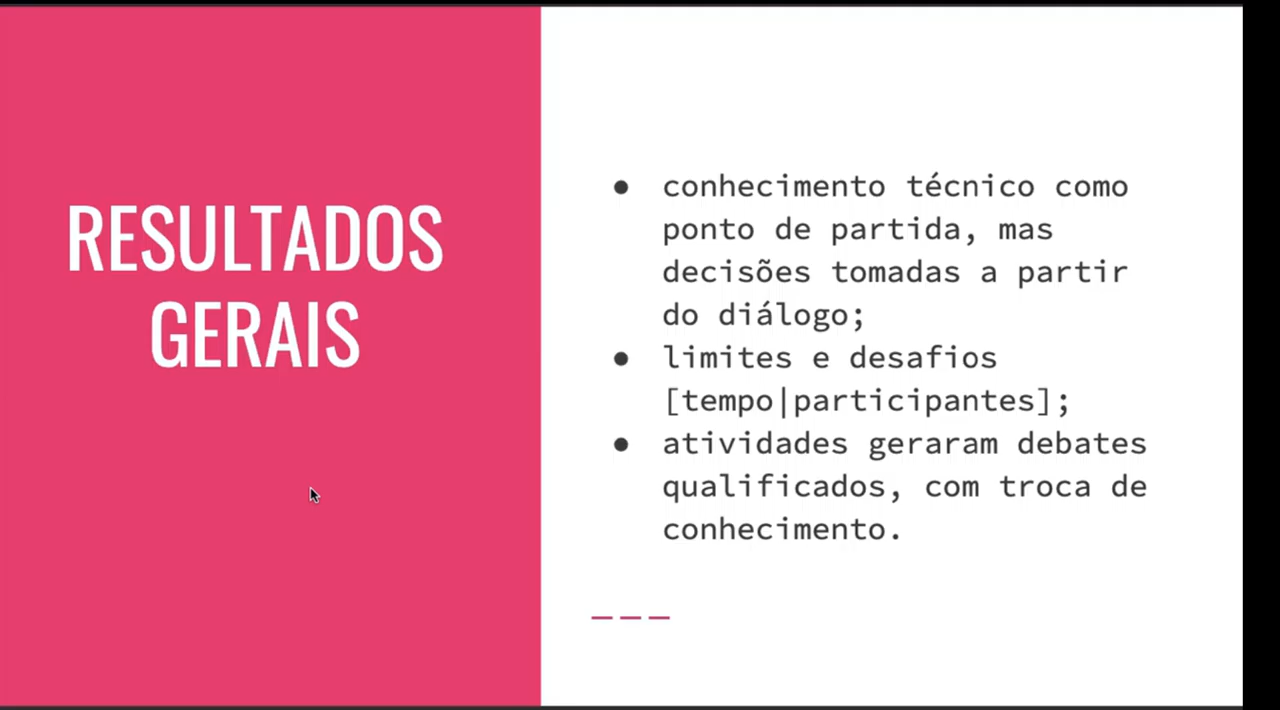 RESULTADOS
GERAIS
● conhecimento técnico como
ponto de partida, mas
decisões tomadas a partir
do diálogo;
● limites e desafios
[tempo|participantes];
● atividades geraram debates
qualificados, com troca de
conhecimento.